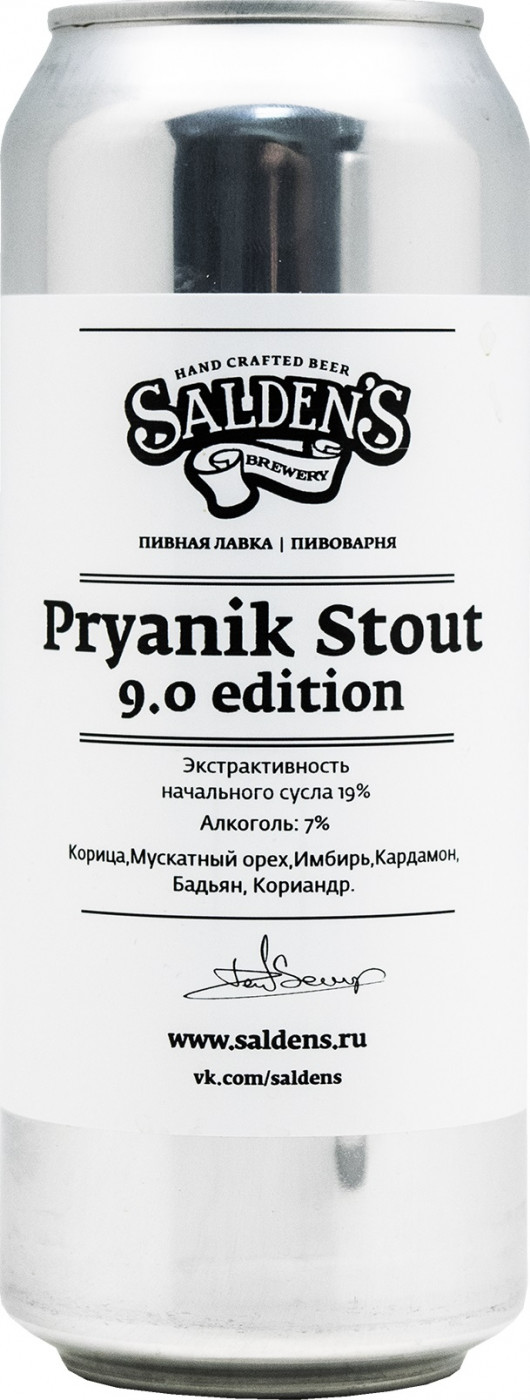 HAND CRAFTED BEER
SALDEN'S
BREWERY
ПИВНАЯ ЛАВКА | ПИВОВАРНЯ
Pryanik Stout
9.0 edition
Экстрактивность
начального сусла 19%
Алкоголь: 7%
Корица,Мускатный орех,Имбирь,Кардамон,
Бадьян, Кориандр.
www.saldens.ru
vk.com/saldens